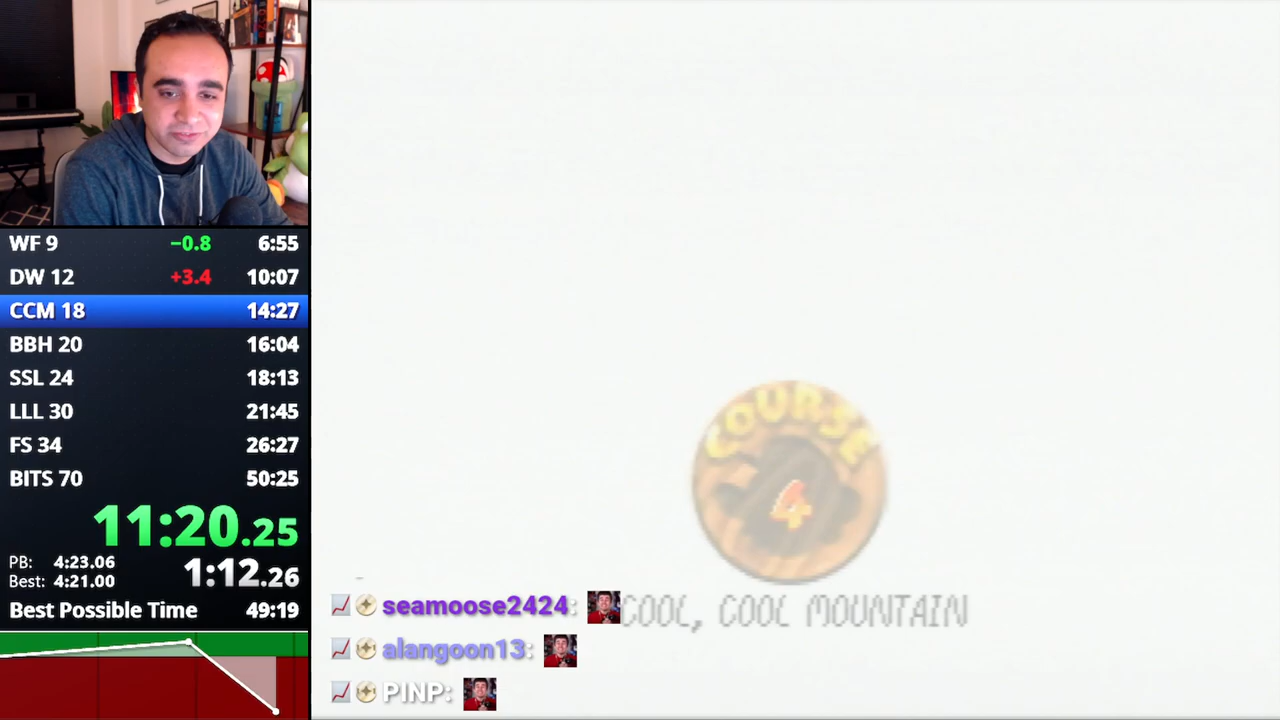 WF 9 −0.8 6:55
DW 12 +3.4 10:07
CCM 18 14:27
BBH 20 16:04
SSL 24 18:13
LLL 30 21:45
FS 34 26:27
BITS 70 50:25
11:20.25
PB: 4:23.06
Best: 4:21.00
1:12.26
Best Possible Time 49:19
COURSE
4
COOL, COOL MOUNTAIN
seamoose2424:
alangoon13:
PINP: